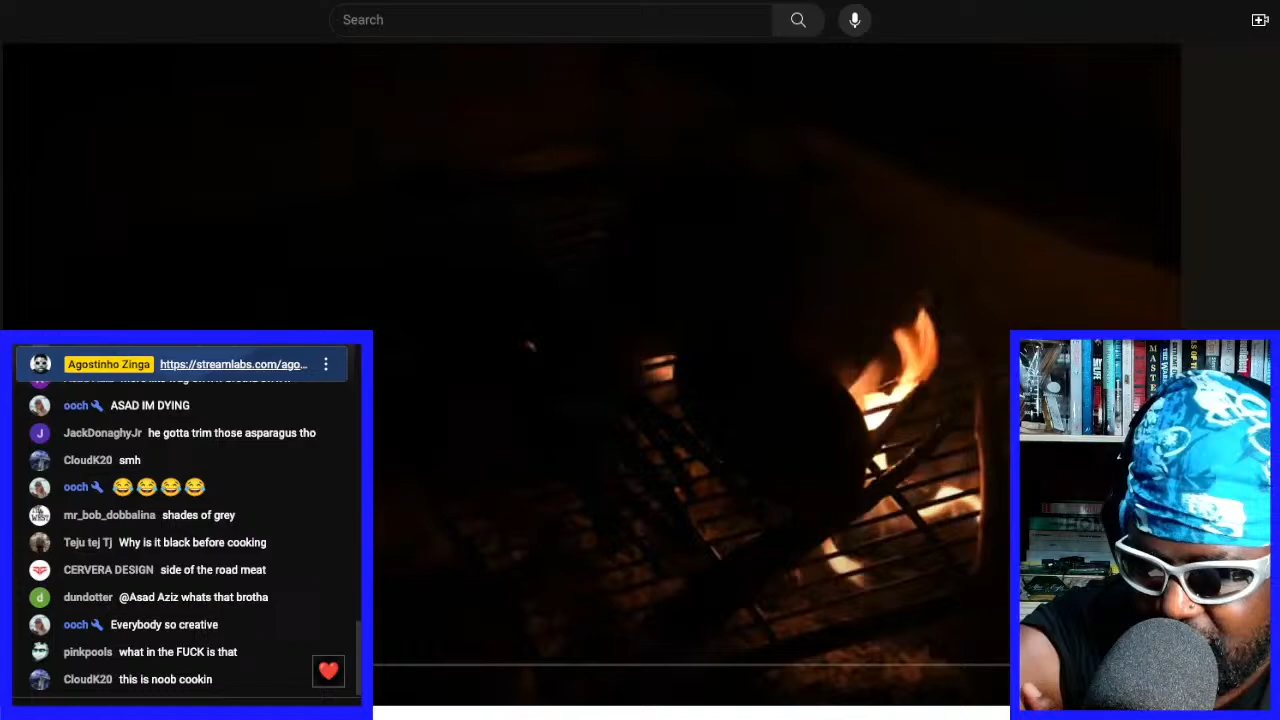 Search
Agostinho Zinga https://streamlabs.com/ago...
ooch ASAD IM DYING
JackDonaghyJr he gotta trim those asparagus tho
CloudK20 smh
ooch 😂😂😂😂
mr_bob_dobbalina shades of grey
Teju tej Tj Why is it black before cooking
CERVERA DESIGN side of the road meat
dundotter @Asad Aziz whats that brotha
ooch Everybody so creative
pinkpools what in the FUCK is that
CloudK20 this is noob cookin